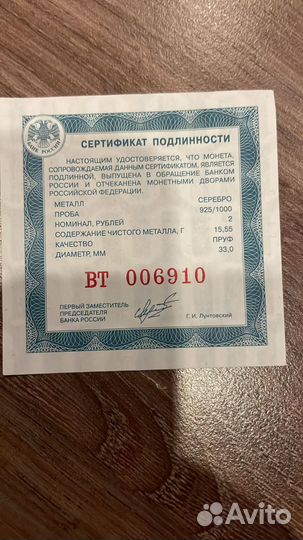 БАНК РОССИИ
СЕРТИФИКАТ ПОДЛИННОСТИ
НАСТОЯЩИМ УДОСТОВЕРЯЕТСЯ, ЧТО МОНЕТА,
СОПРОВОЖДАЕМАЯ ДАННЫМ СЕРТИФИКАТОМ, ЯВЛЯЕТСЯ
ПОДЛИННОЙ, ВЫПУЩЕНА В ОБРАЩЕНИЕ БАНКОМ
РОССИИ И ОТЧЕКАНЕНА МОНЕТНЫМИ ДВОРАМИ
РОССИЙСКОЙ ФЕДЕРАЦИИ.
МЕТАЛЛ СЕРЕБРО
ПРОБА 925/1000
НОМИНАЛ, РУБЛЕЙ 2
СОДЕРЖАНИЕ ЧИСТОГО МЕТАЛЛА, Г 15,55
КАЧЕСТВО ПРУФ
ДИАМЕТР, ММ 33,0
ВТ 006910
ПЕРВЫЙ ЗАМЕСТИТЕЛЬ
ПРЕДСЕДАТЕЛЯ
БАНКА РОССИИ
Г. И. Лунтовский
Avito